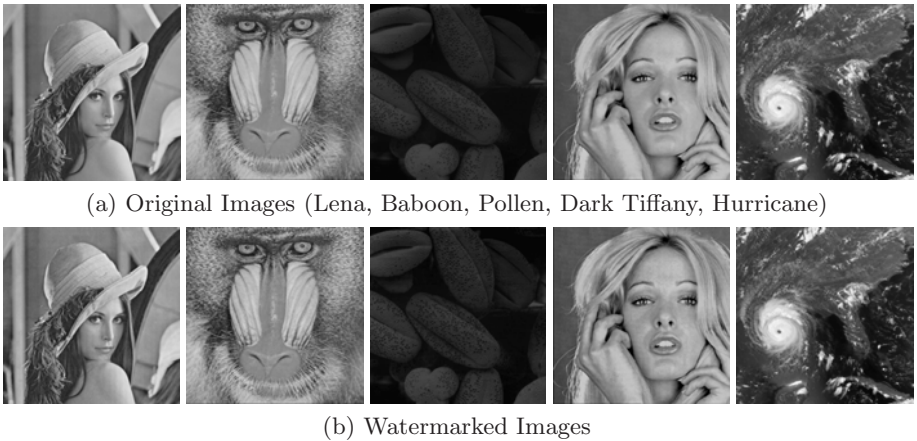 (a) Original Images (Lena, Baboon, Pollen, Dark Tiffany, Hurricane)
(b) Watermarked Images